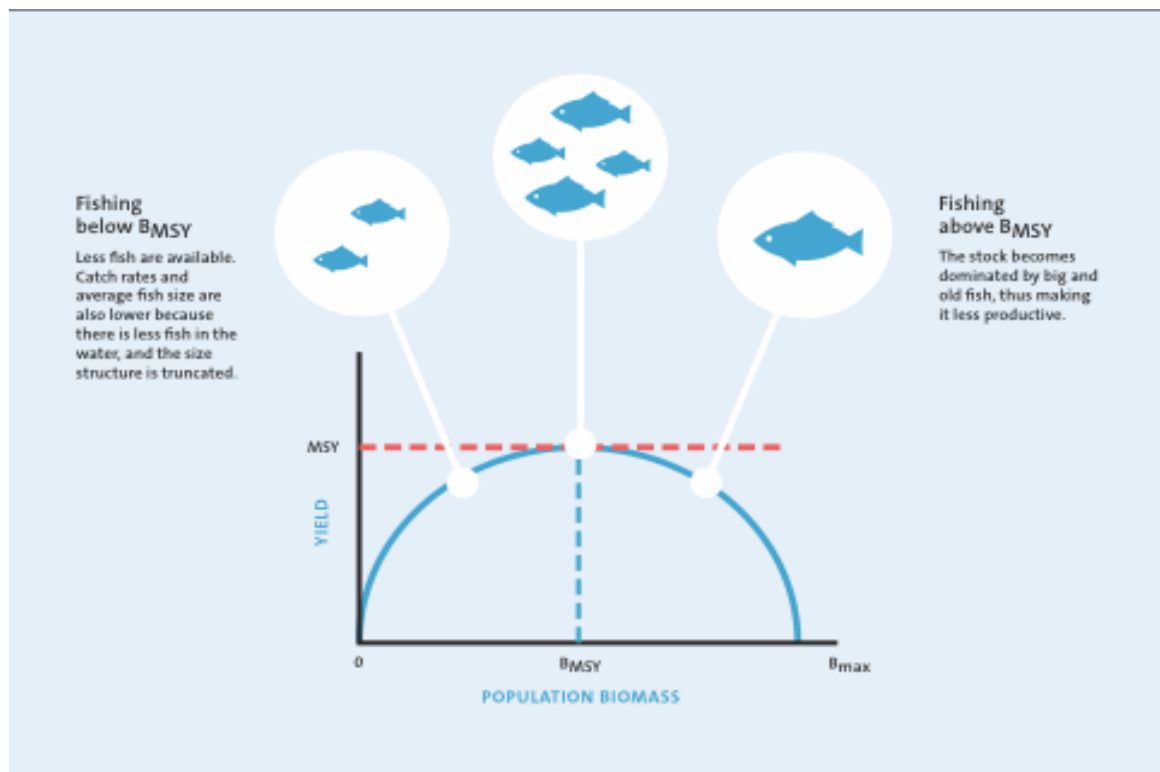 Fishing
below BMSY
Less fish are available.
Catch rates and
average fish size are
also lower because
there is less fish in the
water, and the size
structure is truncated.
Fishing
above BMSY
The stock becomes
dominated by big and
old fish, thus making
it less productive.
MSY
YIELD
0
BMSY
Bmax
POPULATION BIOMASS